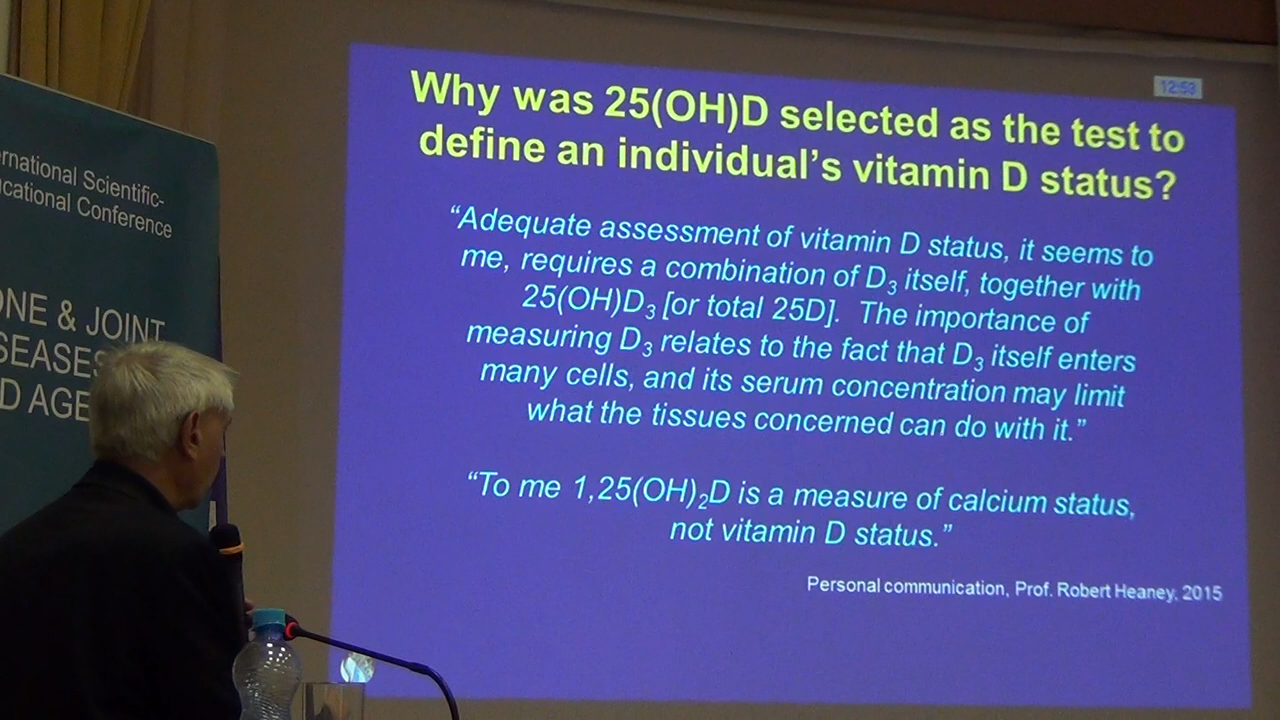 rnational Scientific-
cational Conference
ONE & JOINT
SEASES
D AGE
12:53
Why was 25(OH)D selected as the test to
define an individual's vitamin D status?
“Adequate assessment of vitamin D status, it seems to
me, requires a combination of D₃ itself, together with
25(OH)D₃ [or total 25D]. The importance of
measuring D₃ relates to the fact that D₃ itself enters
many cells, and its serum concentration may limit
what the tissues concerned can do with it.”
“To me 1,25(OH)₂D is a measure of calcium status,
not vitamin D status.”
Personal communication, Prof. Robert Heaney, 2015